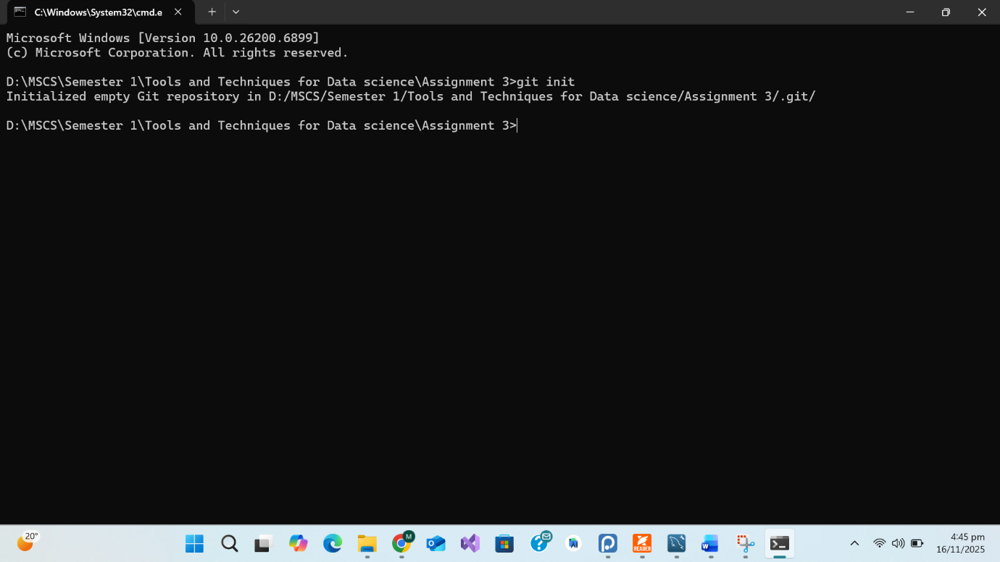 C:\Windows\System32\cmd.e
Microsoft Windows [Version 10.0.26200.6899]
(c) Microsoft Corporation. All rights reserved.
D:\MSCS\Semester 1\Tools and Techniques for Data science\Assignment 3>git init
Initialized empty Git repository in D:/MSCS/Semester 1/Tools and Techniques for Data science/Assignment 3/.git/
D:\MSCS\Semester 1\Tools and Techniques for Data science\Assignment 3>
20°
M
READER
4:45 pm
16/11/2025